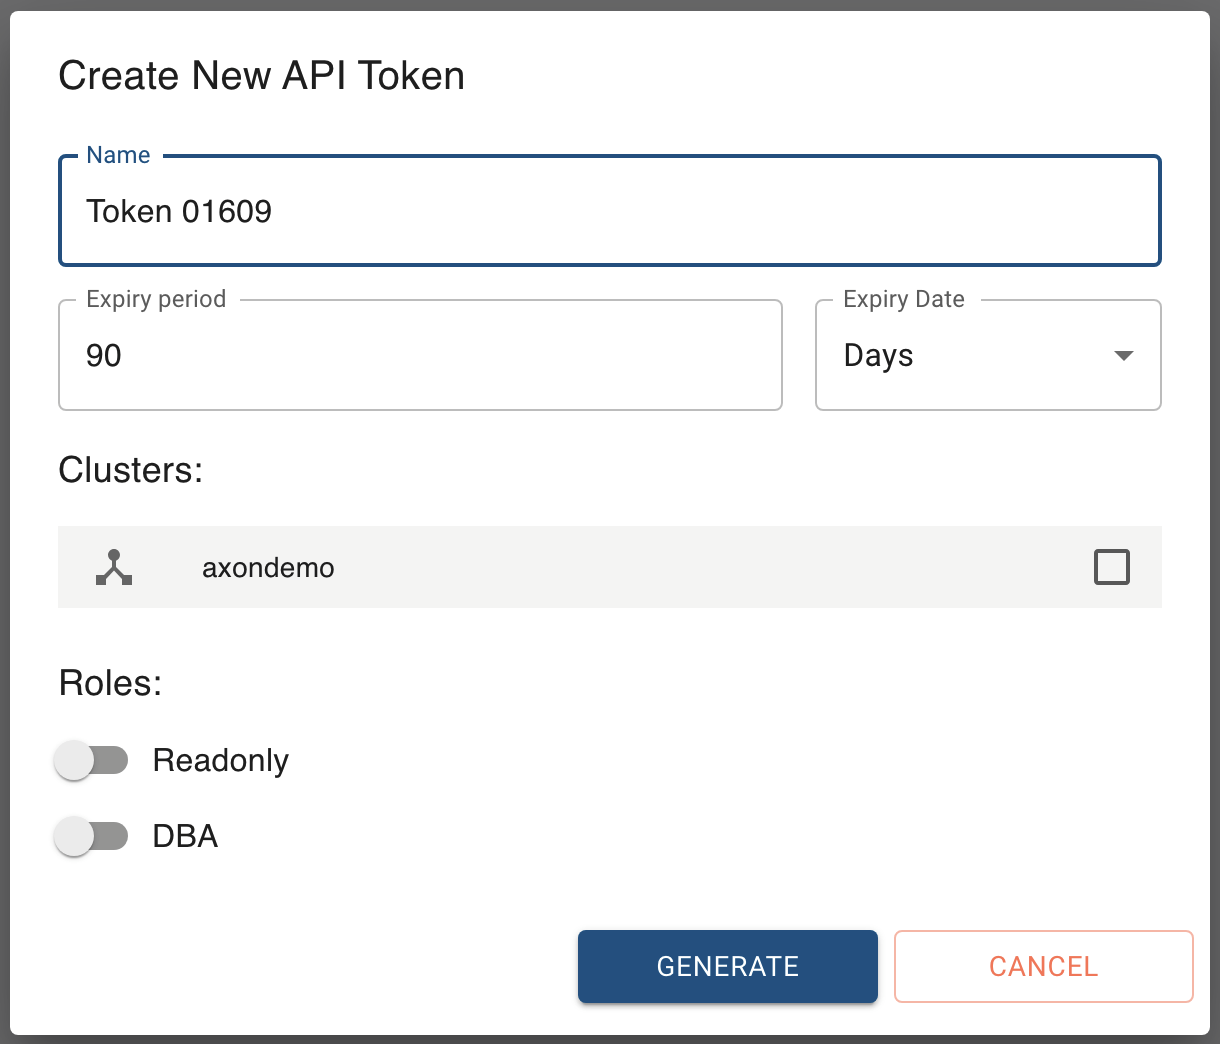 Create New API Token
Name
Token 01609
Expiry period
90
Expiry Date
Days
Clusters:
axondemo
Roles:
Readonly
DBA
GENERATE
CANCEL